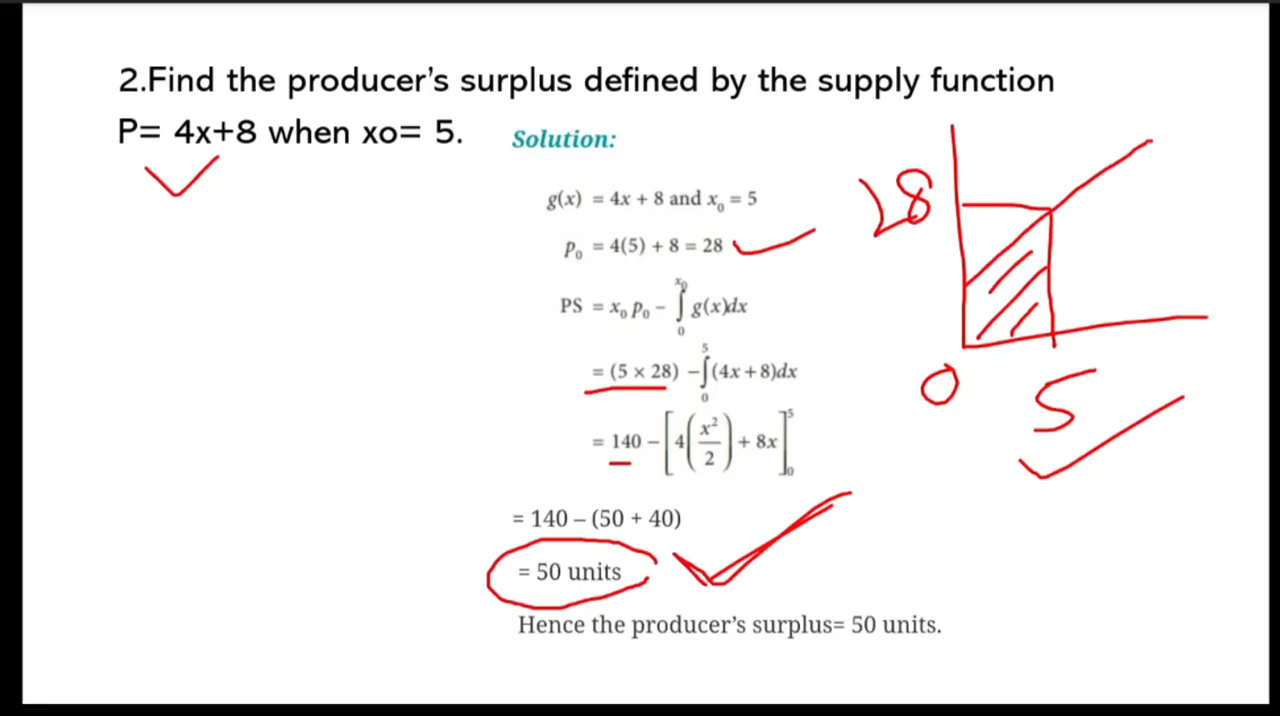 2.Find the producer's surplus defined by the supply function
P= 4x+8 when xo= 5.
Solution:
g(x) = 4x + 8 and x₀ = 5
p₀ = 4(5) + 8 = 28
PS = x₀ p₀ − ∫₀^x₀ g(x)dx
= (5 × 28) − ∫₀⁵ (4x + 8)dx
= 140 − [4(x²/2) + 8x]₀⁵
= 140 – (50 + 40)
= 50 units
Hence the producer's surplus= 50 units.
28
0
5